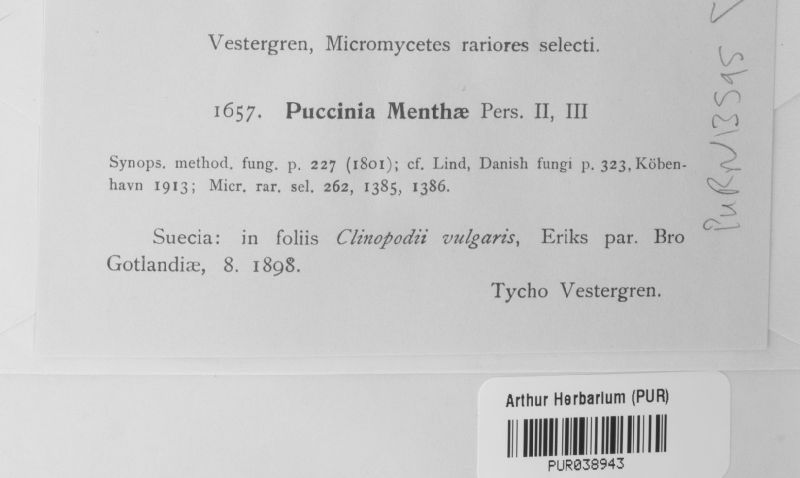 Vestergren, Micromycetes rariores selecti.
1657. Puccinia Menthæ Pers. II, III
Synops. method. fung. p. 227 (1801); cf. Lind, Danish fungi p. 323, Köben-
havn 1913; Micr. rar. sel. 262, 1385, 1386.
Suecia: in foliis Clinopodii vulgaris, Eriks par. Bro
Gotlandiæ, 8. 1898.
Tycho Vestergren.
PURN13595
Arthur Herbarium (PUR)
PUR038943